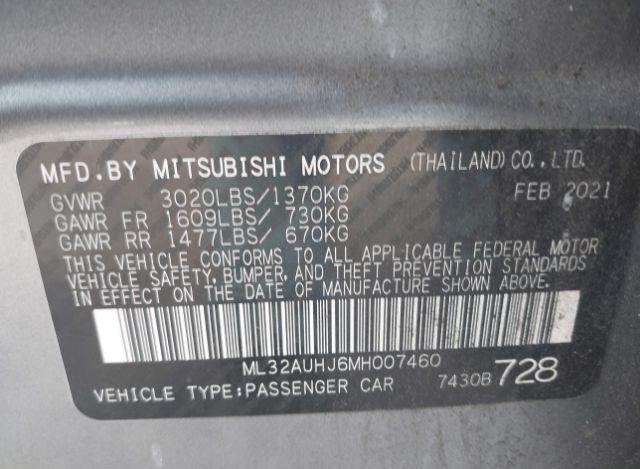 MFD.BY MITSUBISHI MOTORS (THAILAND) CO.,LTD.
GVWR 3020LBS/1370KG FEB 2021
GAWR FR 1609LBS/ 730KG
GAWR RR 1477LBS/ 670KG
THIS VEHICLE CONFORMS TO ALL APPLICABLE FEDERAL MOTOR
VEHICLE SAFETY, BUMPER, AND THEFT PREVENTION STANDARDS
IN EFFECT ON THE DATE OF MANUFACTURE SHOWN ABOVE.
ML32AUHJ6MH007460
VEHICLE TYPE:PASSENGER CAR 7430B 728